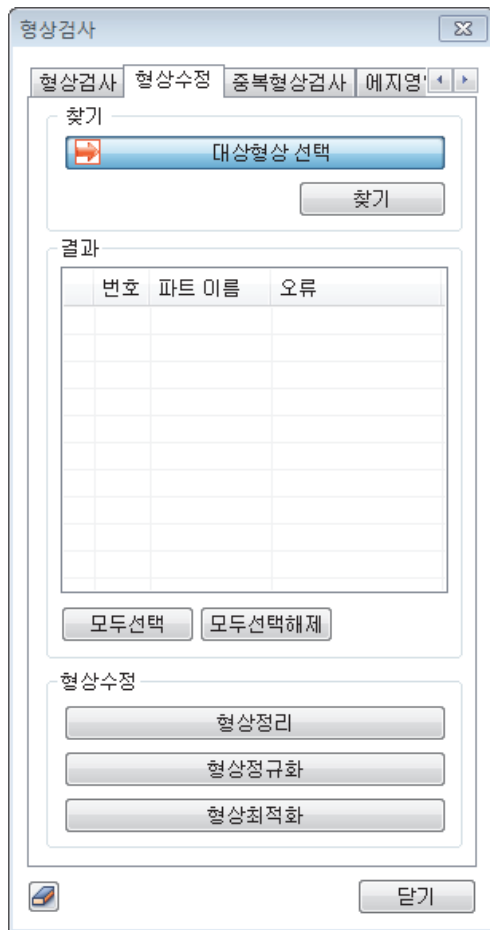 형상검사
형상검사 형상수정 중복형상검사 에지영
찾기
대상형상 선택
찾기
결과
번호 파트 이름 오류
모두선택 모두선택해제
형상수정
형상정리
형상정규화
형상최적화
닫기